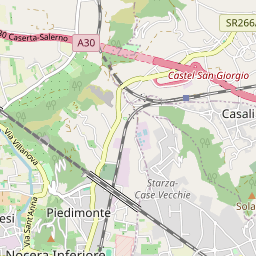 SR266
30 Caserta-Salerno
A30
Castel San Giorgio
Casali
Via Villanova
Starza-
Case Vecchie
Sola
Via Sant'Anna
Piedimonte
esi
Nocera Inferiore